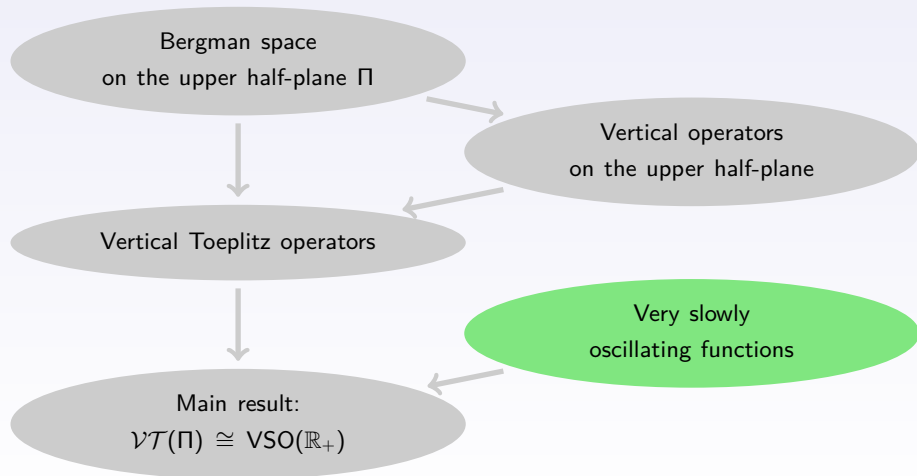 Bergman space
on the upper half-plane Π
Vertical operators
on the upper half-plane
Vertical Toeplitz operators
Very slowly
oscillating functions
Main result:
𝒱𝒯(Π) ≅ VSO(ℝ₊)